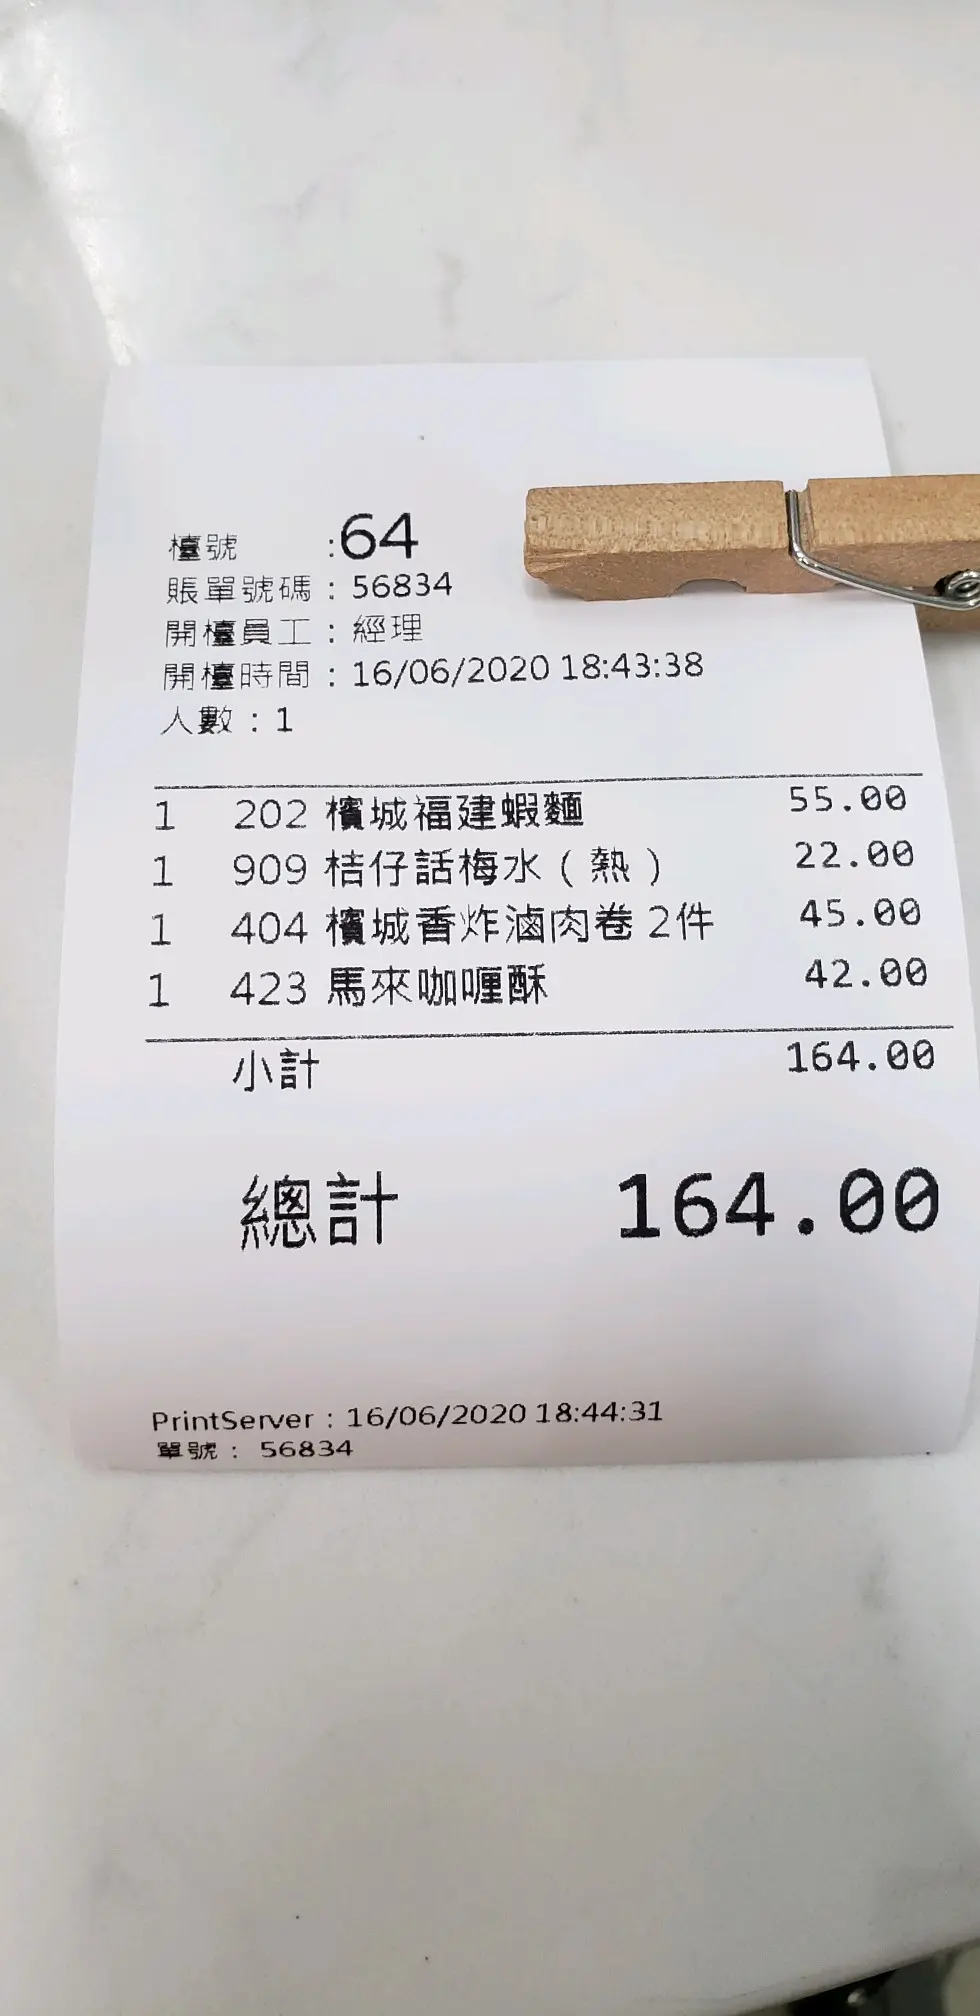 檯號 :64
賬單號碼 : 56834
開檯員工 : 經理
開檯時間 : 16/06/2020 18:43:38
人數 : 1
1 202 檳城福建蝦麵 55.00
1 909 桔仔話梅水 ( 熱 ) 22.00
1 404 檳城香炸滷肉卷 2件 45.00
1 423 馬來咖喱酥 42.00
小計 164.00
總計 164.00
PrintServer : 16/06/2020 18:44:31
單號 : 56834